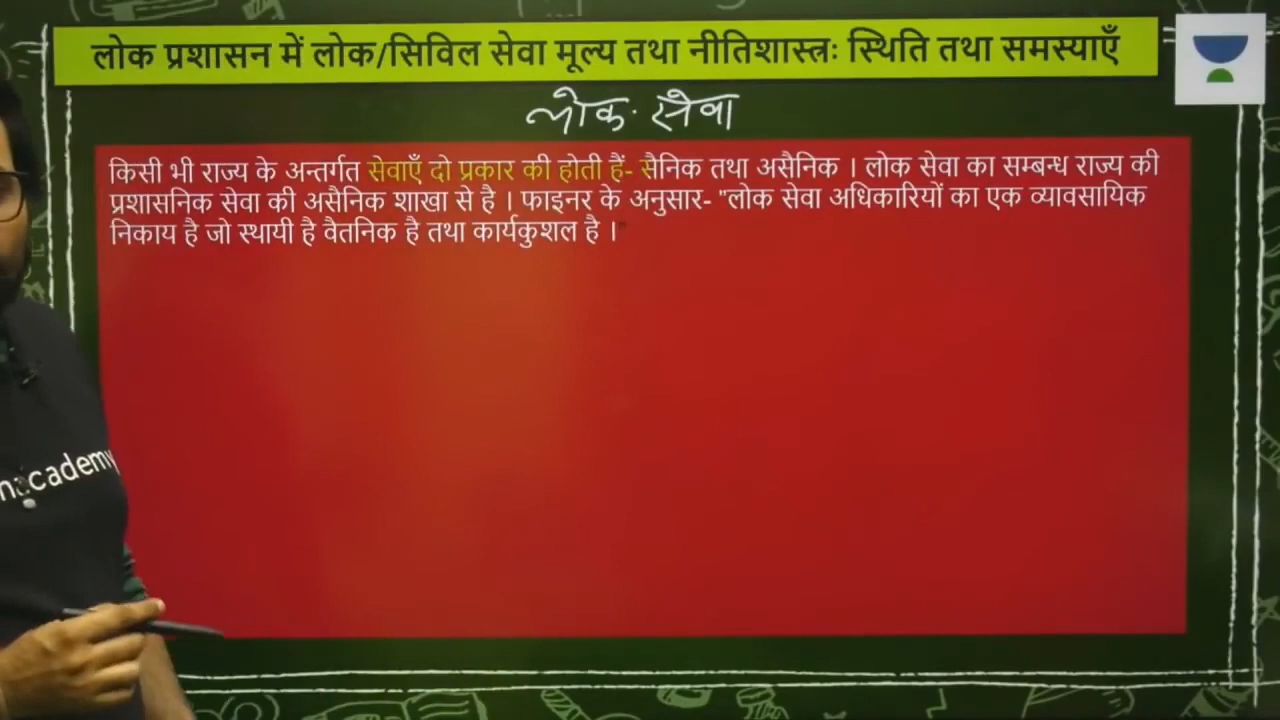 लोक प्रशासन में लोक/सिविल सेवा मूल्य तथा नीतिशास्त्रः स्थिति तथा समस्याएँ
लोक. सेवा
किसी भी राज्य के अन्तर्गत सेवाएँ दो प्रकार की होती हैं- सैनिक तथा असैनिक । लोक सेवा का सम्बन्ध राज्य की
प्रशासनिक सेवा की असैनिक शाखा से है । फाइनर के अनुसार- "लोक सेवा अधिकारियों का एक व्यावसायिक
निकाय है जो स्थायी है वैतनिक है तथा कार्यकुशल है ।"
nacademy